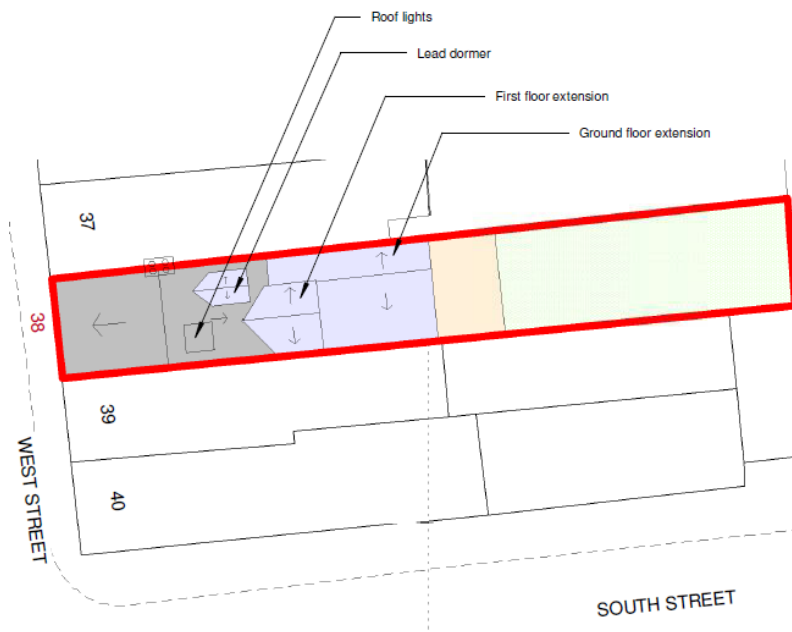 Roof lights
Lead dormer
First floor extension
Ground floor extension
37
38
39
40
WEST STREET
SOUTH STREET